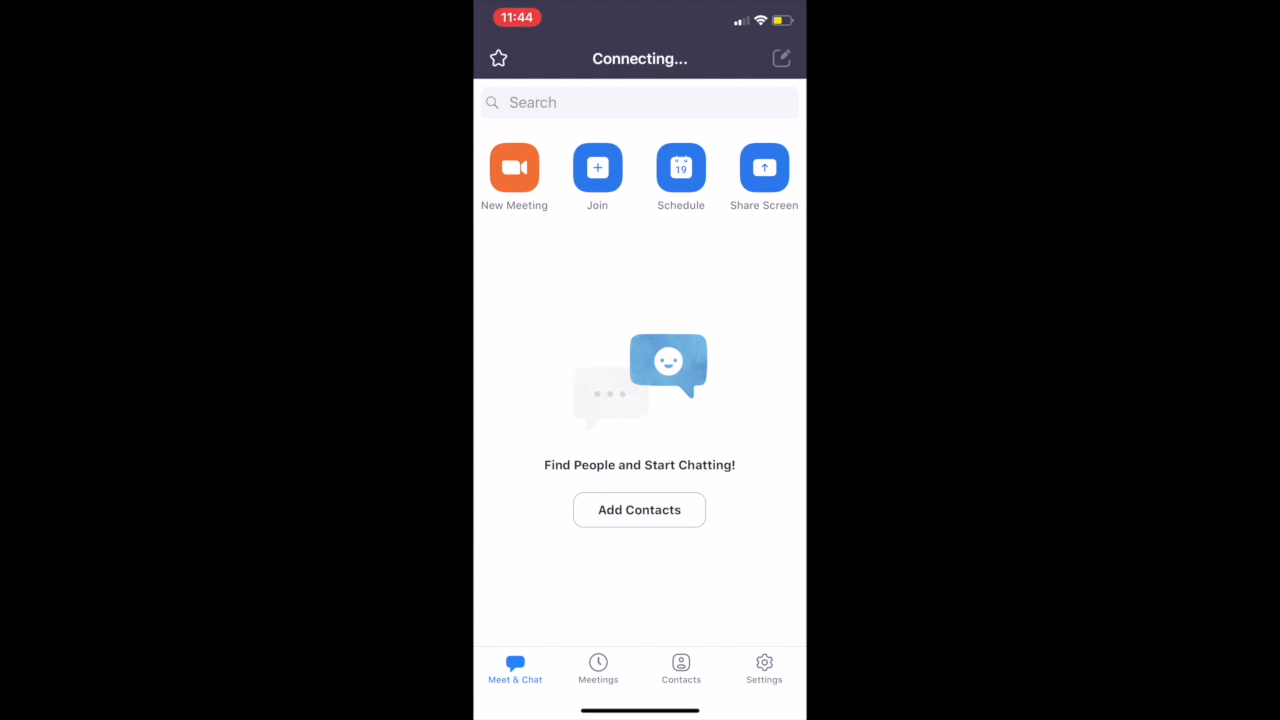 11:44
Connecting...
Search
19
New Meeting
Join
Schedule
Share Screen
Find People and Start Chatting!
Add Contacts
Meet & Chat
Meetings
Contacts
Settings